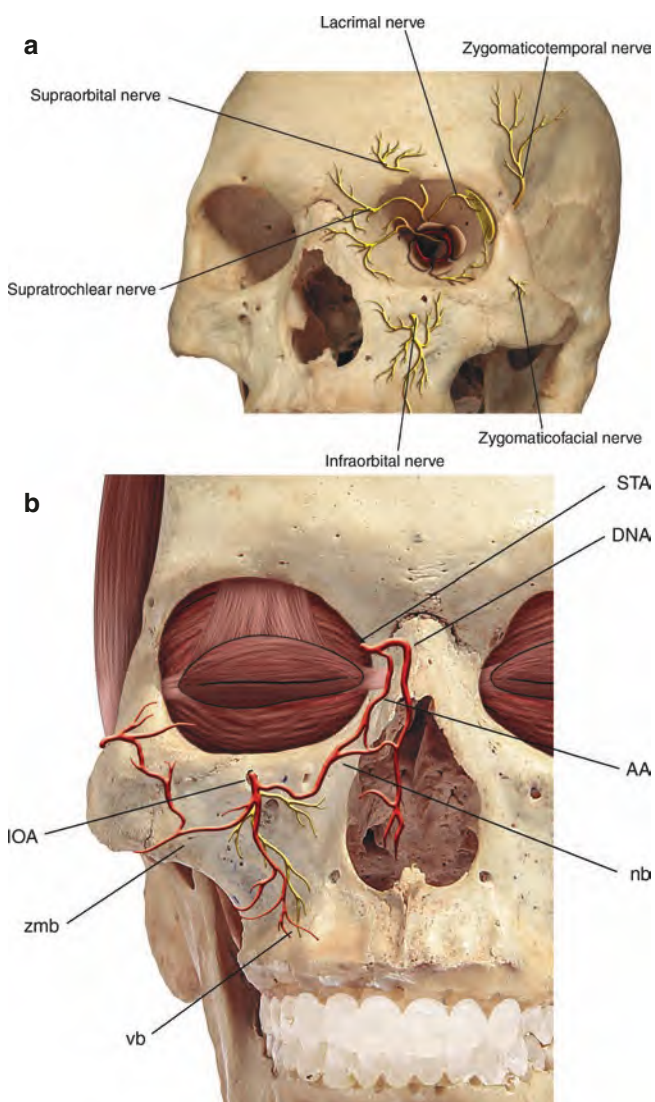 a
Lacrimal nerve
Zygomaticotemporal nerve
Supraorbital nerve
Supratrochlear nerve
Zygomaticofacial nerve
Infraorbital nerve
b
STA
DNA
AA
IOA
nb
zmb
vb